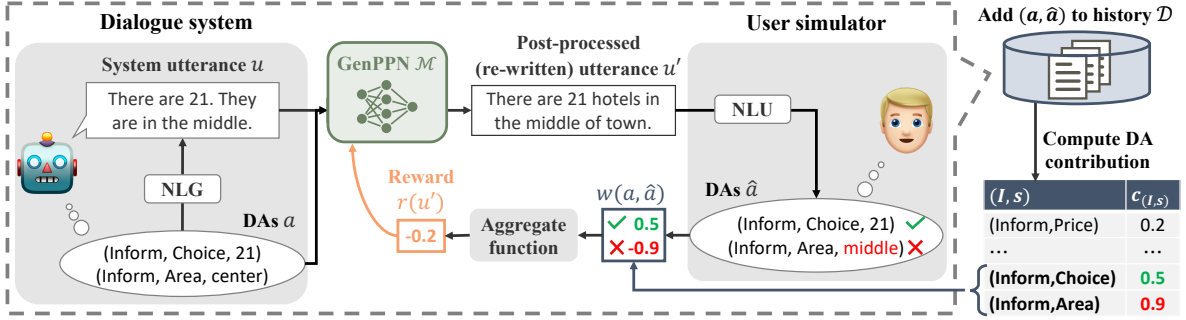 Dialogue system
System utterance u
There are 21. They
are in the middle.
NLG
DAs a
(Inform, Choice, 21)
(Inform, Area, center)
GenPPN ℳ
Post-processed
(re-written) utterance u′
There are 21 hotels in
the middle of town.
Reward
r(u′)
-0.2
Aggregate
function
w(a, â)
✓ 0.5
✗ -0.9
User simulator
NLU
DAs â
(Inform, Choice, 21) ✓
(Inform, Area, middle) ✗
Add (a, â) to history 𝒟
Compute DA
contribution
(I, s) c(I,s)
(Inform,Price) 0.2
... ...
(Inform,Choice) 0.5
(Inform,Area) 0.9